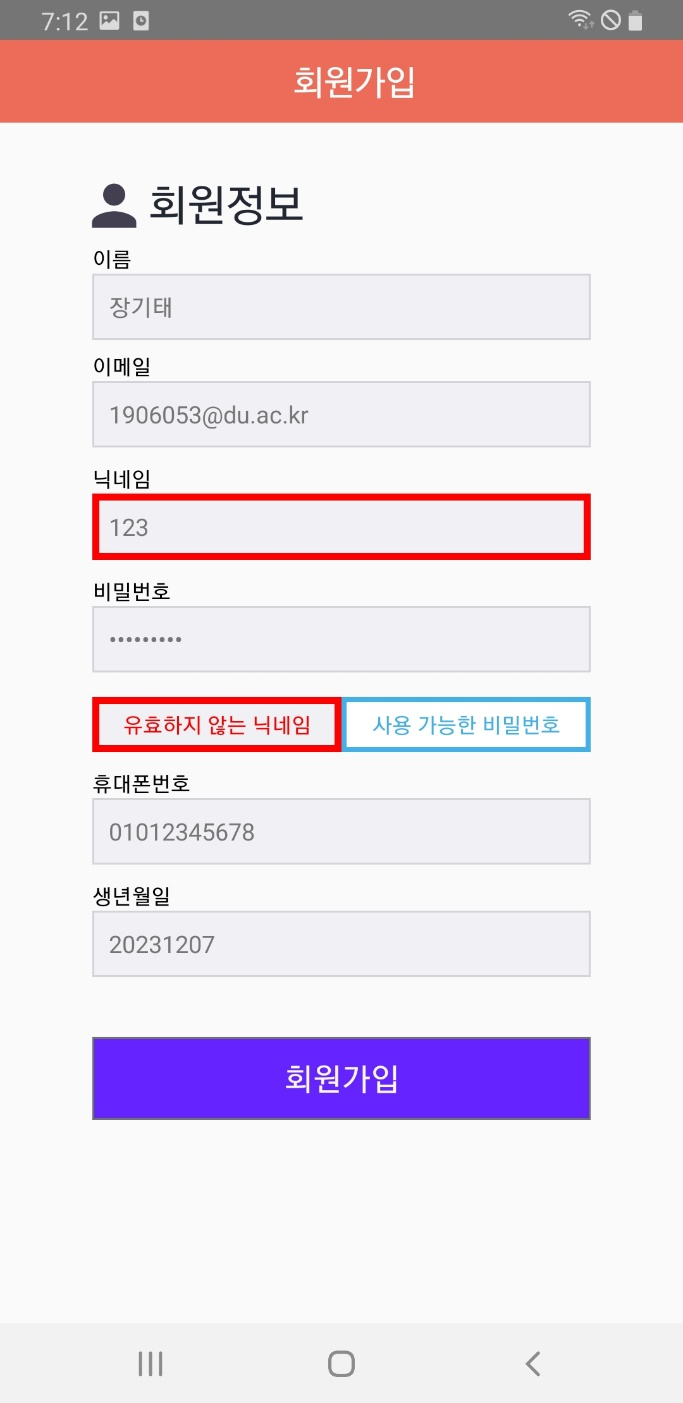 7:12
회원가입
회원정보
이름
장기태
이메일
1906053@du.ac.kr
닉네임
123
비밀번호
•••••••••
유효하지 않는 닉네임 사용 가능한 비밀번호
휴대폰번호
01012345678
생년월일
20231207
회원가입